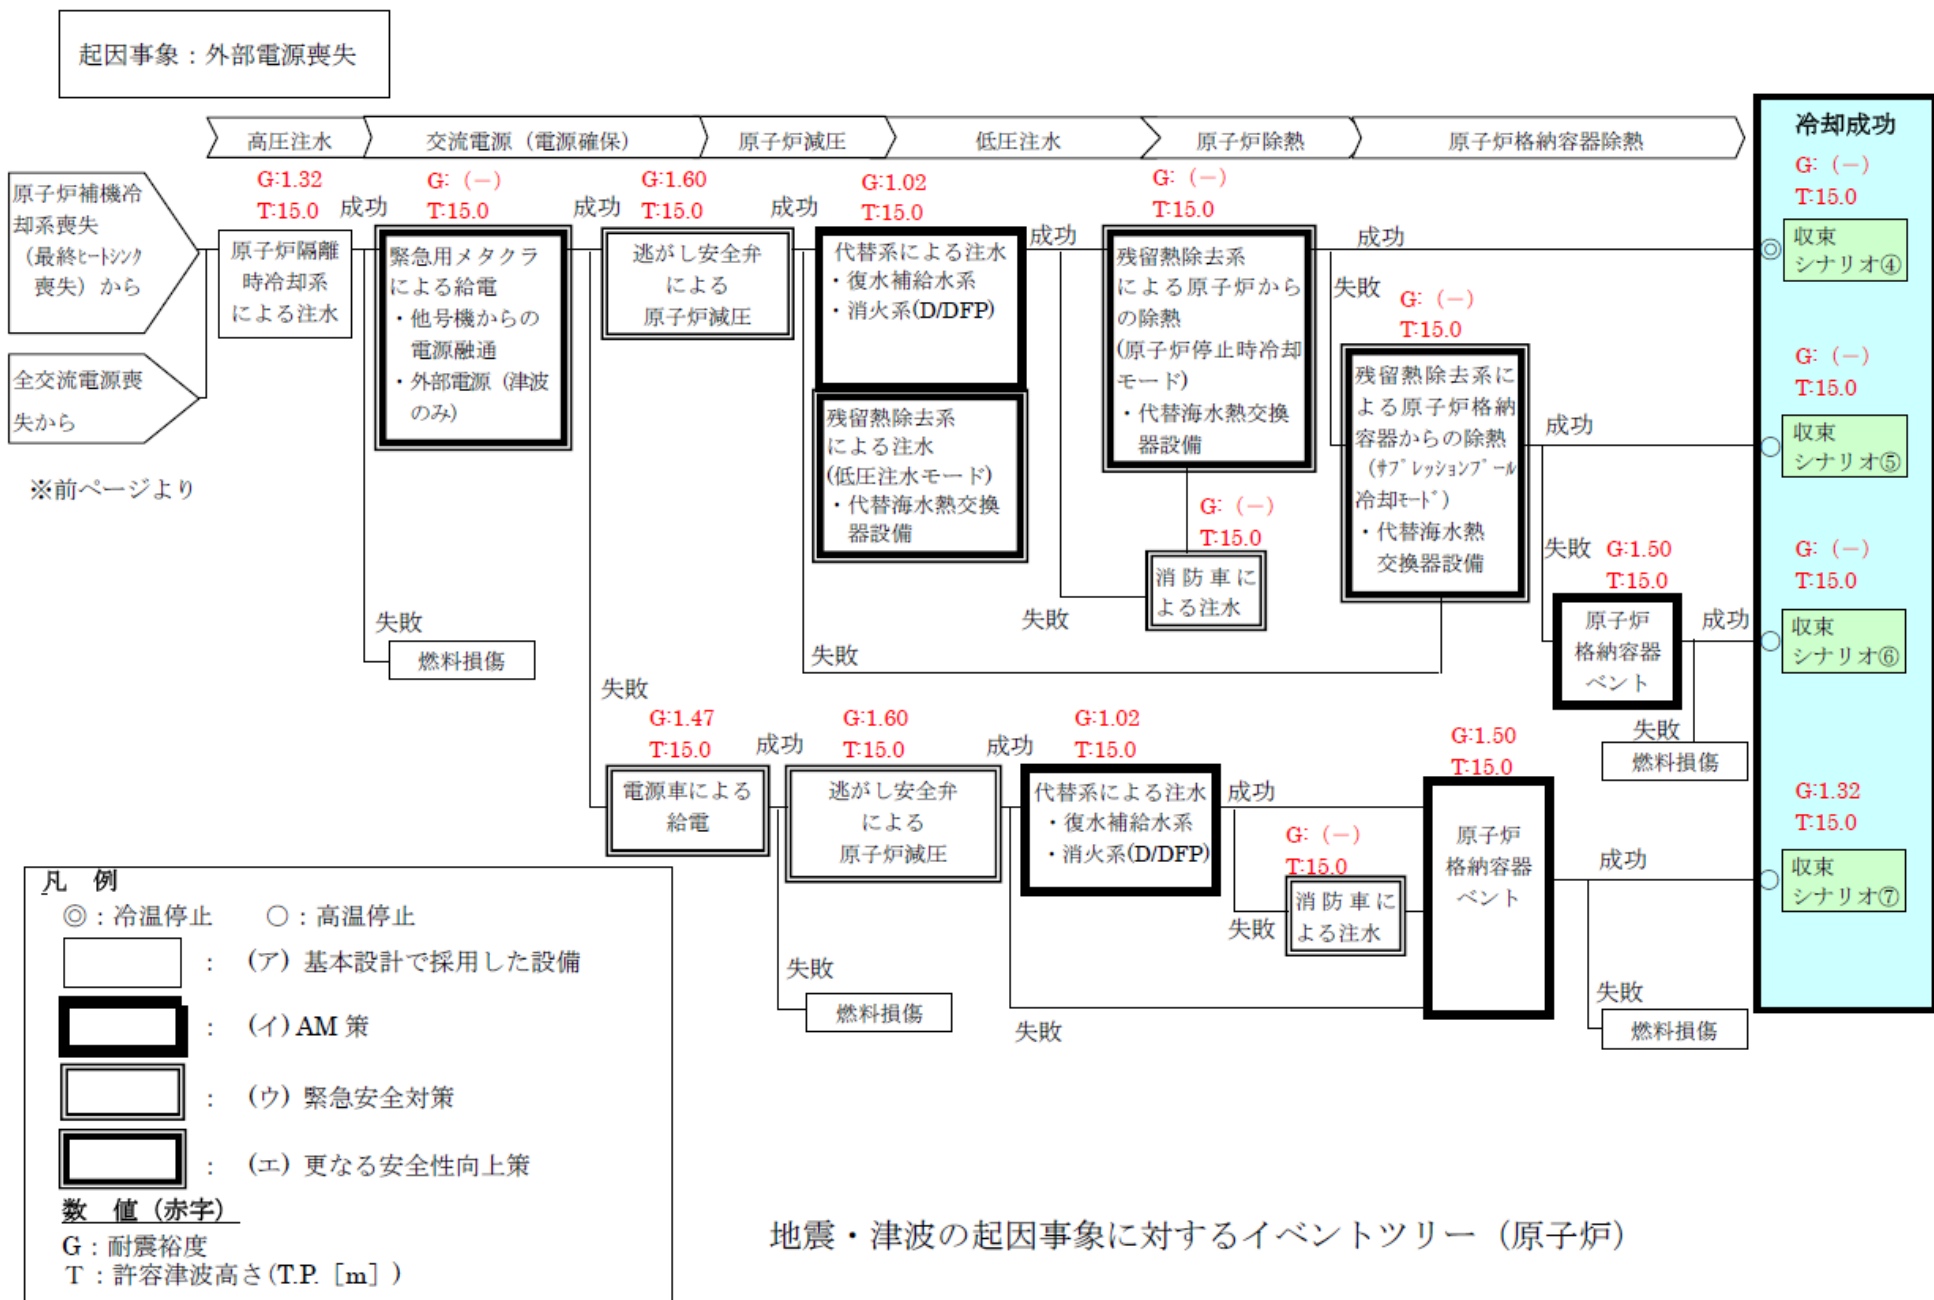 起因事象：外部電源喪失
高圧注水
交流電源（電源確保）
原子炉減圧
低圧注水
原子炉除熱
原子炉格納容器除熱
冷却成功
原子炉補機冷
却系喪失
（最終ﾋｰﾄｼﾝｸ
喪失）から
全交流電源喪
失から
※前ページより
G:1.32
T:15.0
成功
原子炉隔離
時冷却系
による注水
G:（－）
T:15.0
成功
緊急用メタクラ
による給電
・他号機からの
電源融通
・外部電源（津波
のみ）
失敗
燃料損傷
G:1.60
T:15.0
成功
逃がし安全弁
による
原子炉減圧
G:1.02
T:15.0
成功
代替系による注水
・復水補給水系
・消火系(D/DFP)
残留熱除去系
による注水
(低圧注水モード)
・代替海水熱交換
器設備
失敗
G:（－）
T:15.0
成功
残留熱除去系
による原子炉から
の除熱
(原子炉停止時冷却
モード)
・代替海水熱交換
器設備
G:（－）
T:15.0
消防車に
よる注水
失敗
失敗
G:（－）
T:15.0
残留熱除去系に
よる原子炉格納
容器からの除熱
（ｻﾌﾟﾚｯｼｮﾝﾌﾟｰﾙ
冷却ﾓｰﾄﾞ）
・代替海水熱
交換器設備
成功
失敗
G:1.50
T:15.0
原子炉
格納容器
ベント
成功
失敗
燃料損傷
G:（－）
T:15.0
収束
シナリオ④
G:（－）
T:15.0
収束
シナリオ⑤
G:（－）
T:15.0
収束
シナリオ⑥
G:1.32
T:15.0
収束
シナリオ⑦
失敗
G:1.47
T:15.0
成功
電源車による
給電
失敗
燃料損傷
G:1.60
T:15.0
成功
逃がし安全弁
による
原子炉減圧
失敗
G:1.02
T:15.0
代替系による注水
・復水補給水系
・消火系(D/DFP)
成功
失敗
G:（－）
T:15.0
消防車に
よる注水
G:1.50
T:15.0
原子炉
格納容器
ベント
成功
失敗
燃料損傷
凡　例
◎：冷温停止　○：高温停止
：（ア）基本設計で採用した設備
：（イ）AM 策
：（ウ）緊急安全対策
：（エ）更なる安全性向上策
数　値（赤字）
G：耐震裕度
T：許容津波高さ(T.P.［m］)
地震・津波の起因事象に対するイベントツリー（原子炉）